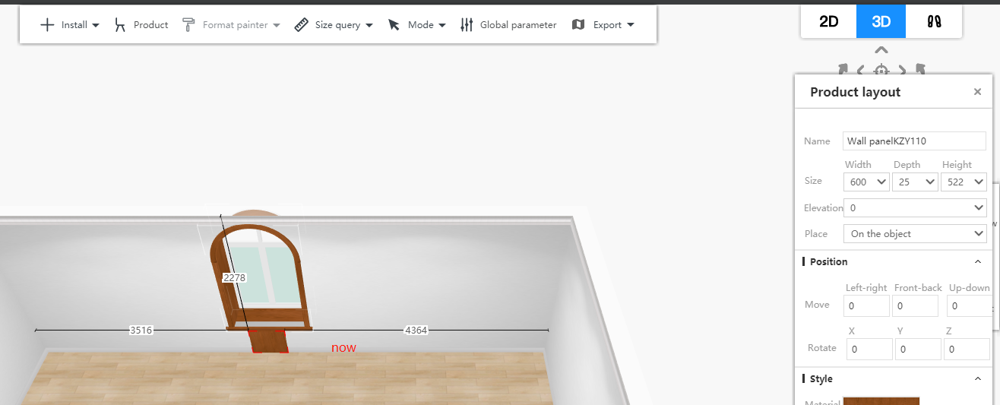 Install Product Format painter Size query Mode Global parameter Export 2D 3D
Product layout
Name Wall panelKZY110
Width Depth Height
Size 600 25 522
Elevation 0
Place On the object
Position
Left-right Front-back Up-down
Move 0 0 0
X Y Z
Rotate 0 0 0
Style
Material
2278
3516 4364
now